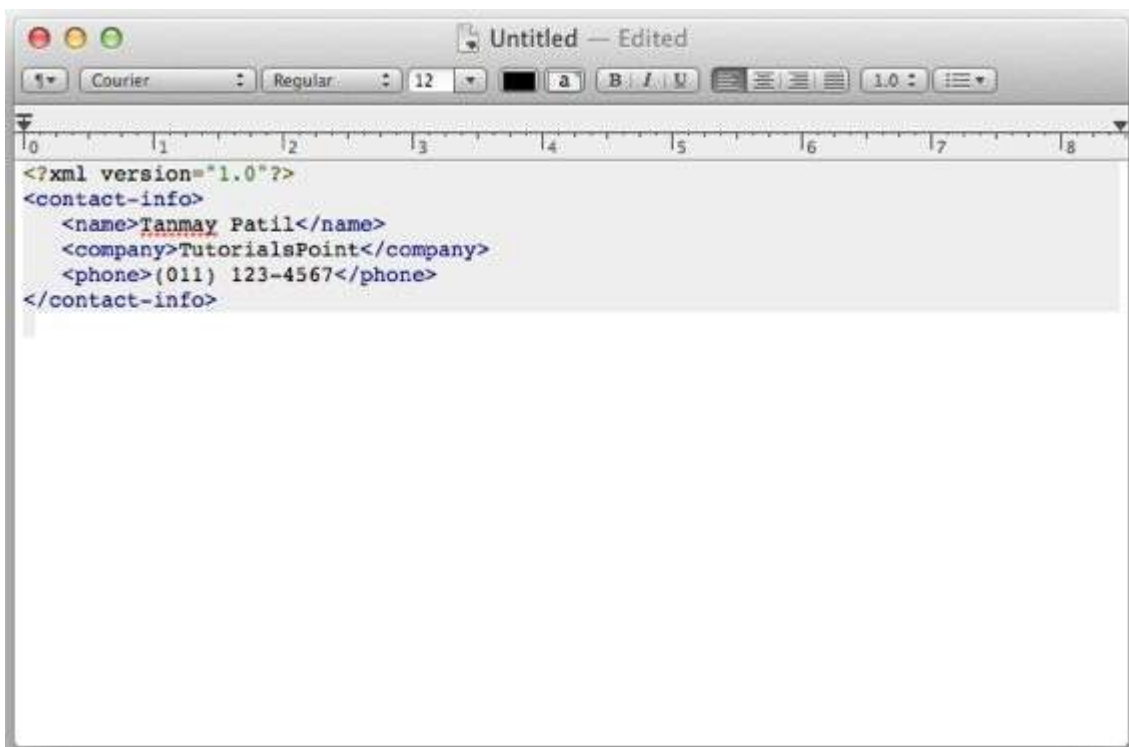 Untitled — Edited
¶ Courier Regular 12 a B I U 1.0
0 1 2 3 4 5 6 7 8
<?xml version="1.0"?>
<contact-info>
   <name>Tanmay Patil</name>
   <company>TutorialsPoint</company>
   <phone>(011) 123-4567</phone>
</contact-info>